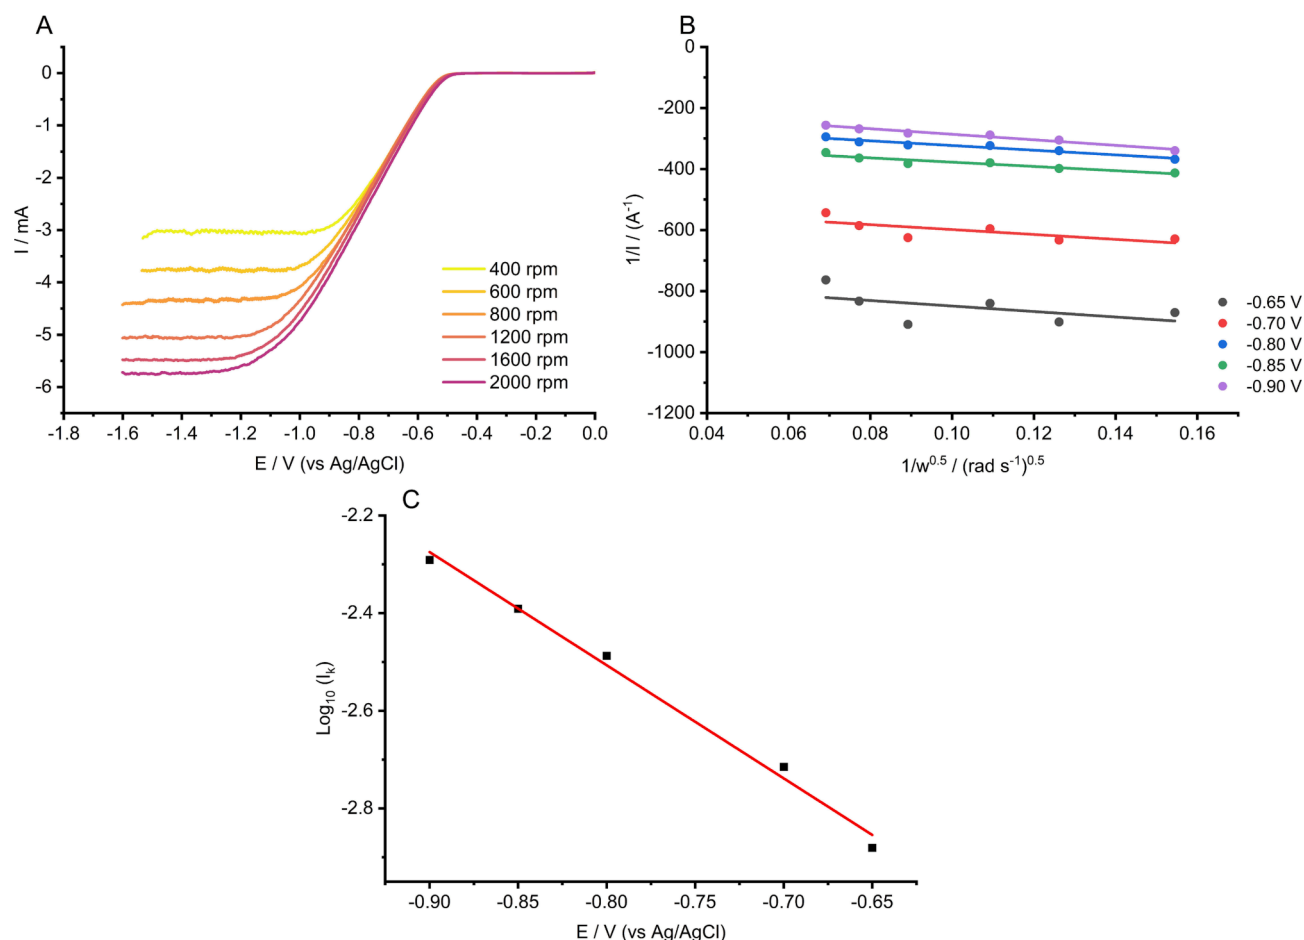 A
0
-1
-2
-3
-4
-5
-6
I / mA
-1.8 -1.6 -1.4 -1.2 -1.0 -0.8 -0.6 -0.4 -0.2 0.0
E / V (vs Ag/AgCl)
400 rpm
600 rpm
800 rpm
1200 rpm
1600 rpm
2000 rpm
B
0
-200
-400
-600
-800
-1000
-1200
1/I / (A⁻¹)
0.04 0.06 0.08 0.10 0.12 0.14 0.16
1/w⁰·⁵ / (rad s⁻¹)⁰·⁵
-0.65 V
-0.70 V
-0.80 V
-0.85 V
-0.90 V
C
-2.2
-2.4
-2.6
-2.8
Log₁₀ (Iₖ)
-0.90 -0.85 -0.80 -0.75 -0.70 -0.65
E / V (vs Ag/AgCl)